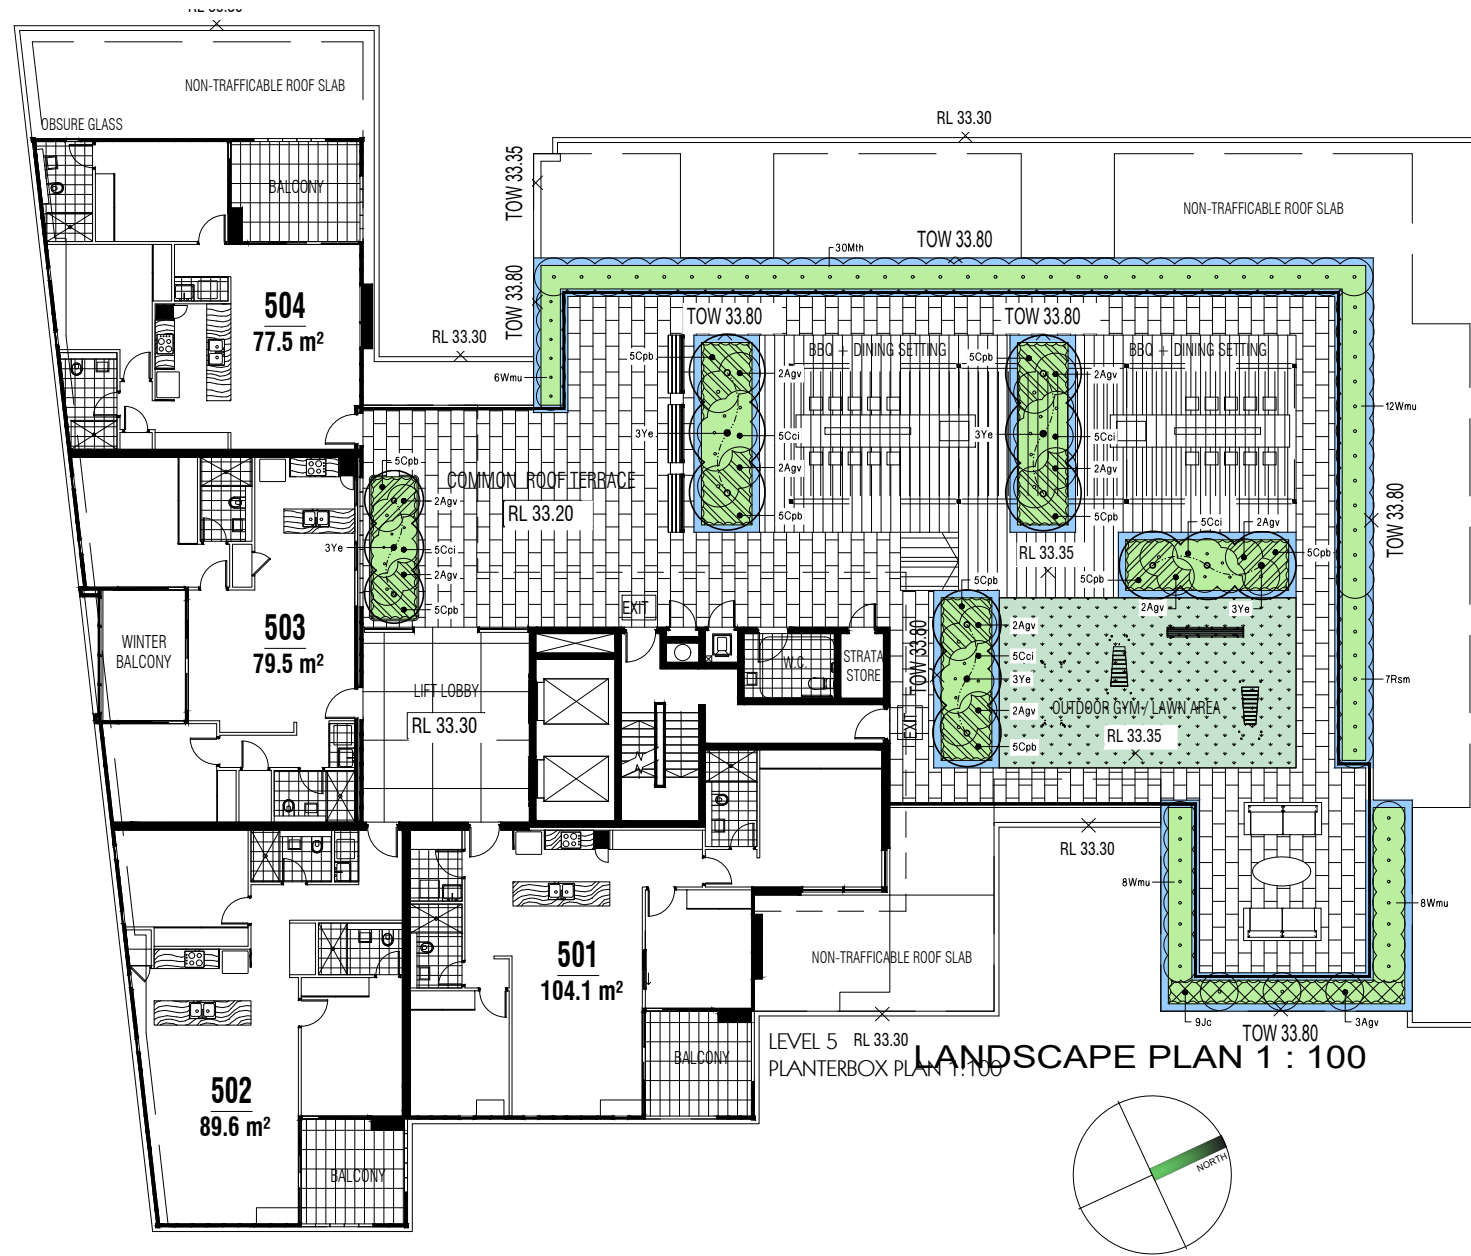 NON-TRAFFICABLE ROOF SLAB
OBSURE GLASS
BALCONY
RL 33.30
TOW 33.35
NON-TRAFFICABLE ROOF SLAB
TOW 33.80
30Mth
TOW 33.80
504
77.5 m²
RL 33.30
6Wmu
TOW 33.80
TOW 33.80
5Cpb
BBQ + DINING SETTING
5Cpb
BBQ + DINING SETTING
2Agv
2Agv
12Wmu
3Ye
5Cci
3Ye
5Cci
2Agv
2Agv
5Cpb
5Cpb
TOW 33.80
5Cpb
COMMON ROOF TERRACE
RL 33.20
2Agv
3Ye
5Cci
2Agv
5Cpb
5Cci
2Agv
5Cpb
RL 33.35
5Cpb
5Cpb
2Agv
3Ye
EXIT
503
79.5 m²
WINTER
BALCONY
LIFT LOBBY
RL 33.30
W.C.
STRATA
STORE
TOW 33.80
2Agv
5Cci
3Ye
2Agv
5Cpb
EXIT
OUTDOOR GYM / LAWN AREA
RL 33.35
7Rsm
RL 33.30
8Wmu
8Wmu
501
104.1 m²
NON-TRAFFICABLE ROOF SLAB
9Jc
3Agv
TOW 33.80
LEVEL 5
RL 33.30
PLANTERBOX PLAN 1:100
LANDSCAPE PLAN 1 : 100
BALCONY
502
89.6 m²
BALCONY
NORTH